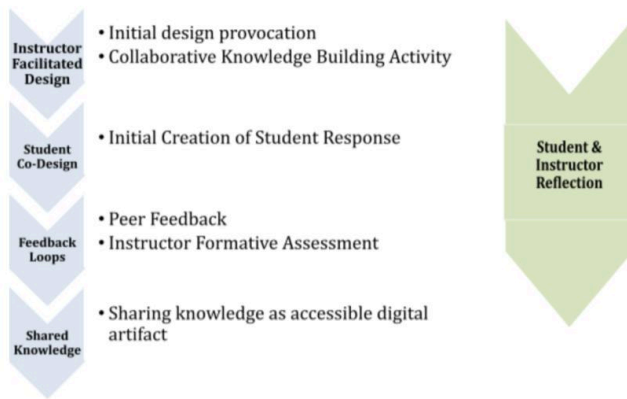 Instructor
Facilitated
Design
• Initial design provocation
• Collaborative Knowledge Building Activity
Student
Co-Design
• Initial Creation of Student Response
Feedback
Loops
• Peer Feedback
• Instructor Formative Assessment
Shared
Knowledge
• Sharing knowledge as accessible digital
artifact
Student &
Instructor
Reflection